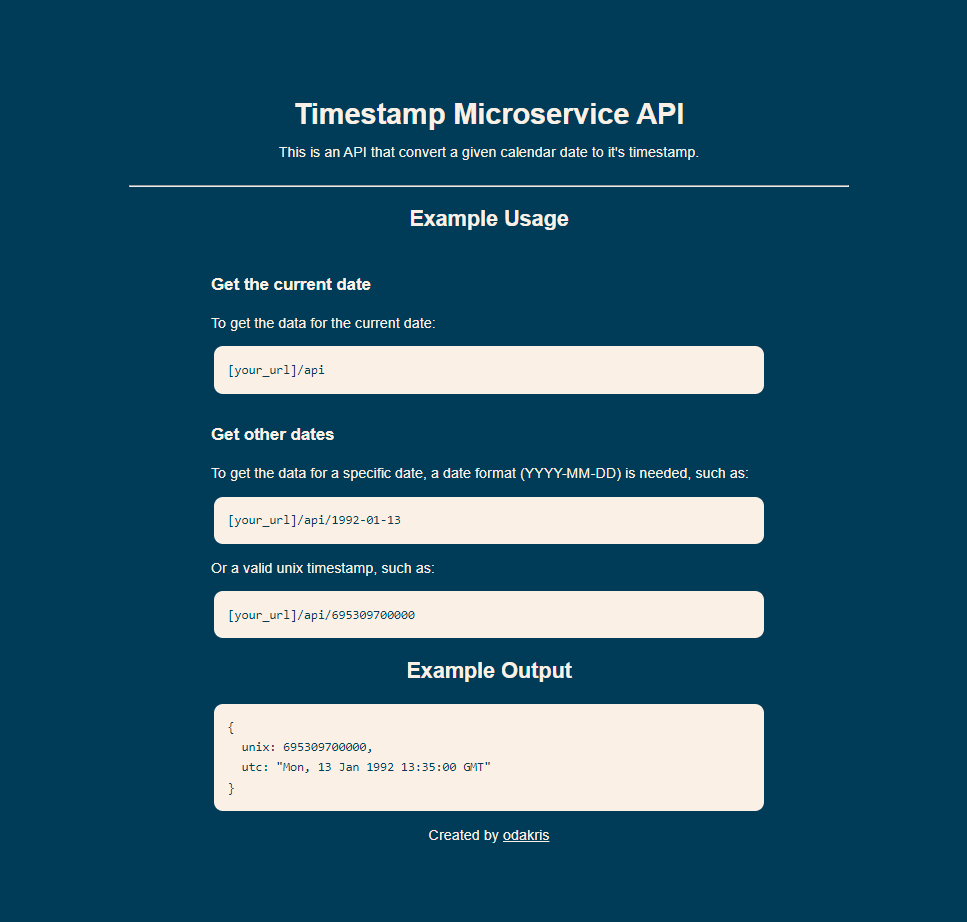 Timestamp Microservice API
This is an API that convert a given calendar date to it's timestamp.
Example Usage
Get the current date
To get the data for the current date:
[your_url]/api
Get other dates
To get the data for a specific date, a date format (YYYY-MM-DD) is needed, such as:
[your_url]/api/1992-01-13
Or a valid unix timestamp, such as:
[your_url]/api/695309700000
Example Output
{
  unix: 695309700000,
  utc: "Mon, 13 Jan 1992 13:35:00 GMT"
}
Created by odakris